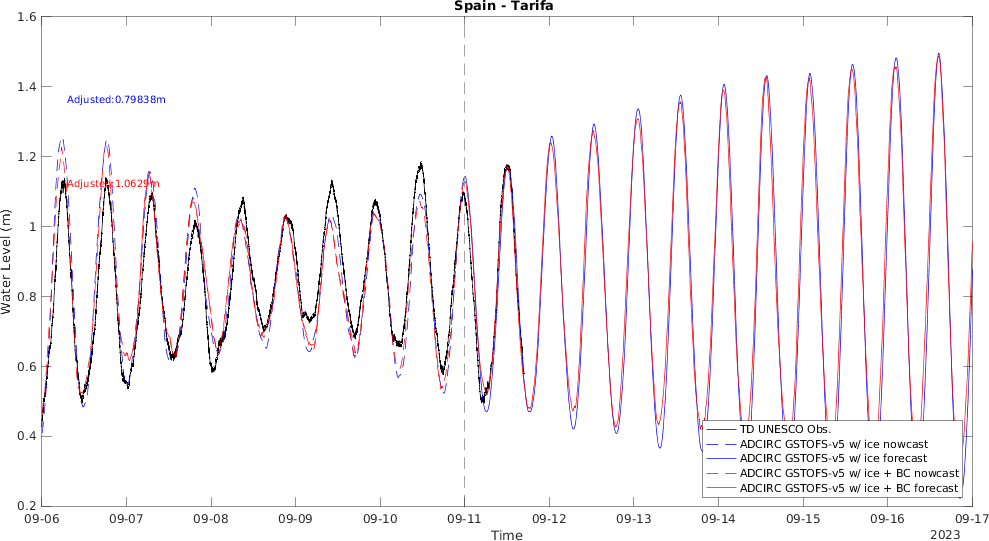 Spain - Tarifa
1.6
1.4
1.2
1
0.8
0.6
0.4
0.2
Water Level (m)
Adjusted:0.79838m
Adjusted:1.0629m
TD UNESCO Obs.
ADCIRC GSTOFS-v5 w/ ice nowcast
ADCIRC GSTOFS-v5 w/ ice forecast
ADCIRC GSTOFS-v5 w/ ice + BC nowcast
ADCIRC GSTOFS-v5 w/ ice + BC forecast
09-06 09-07 09-08 09-09 09-10 09-11 09-12 09-13 09-14 09-15 09-16 09-17
Time
2023